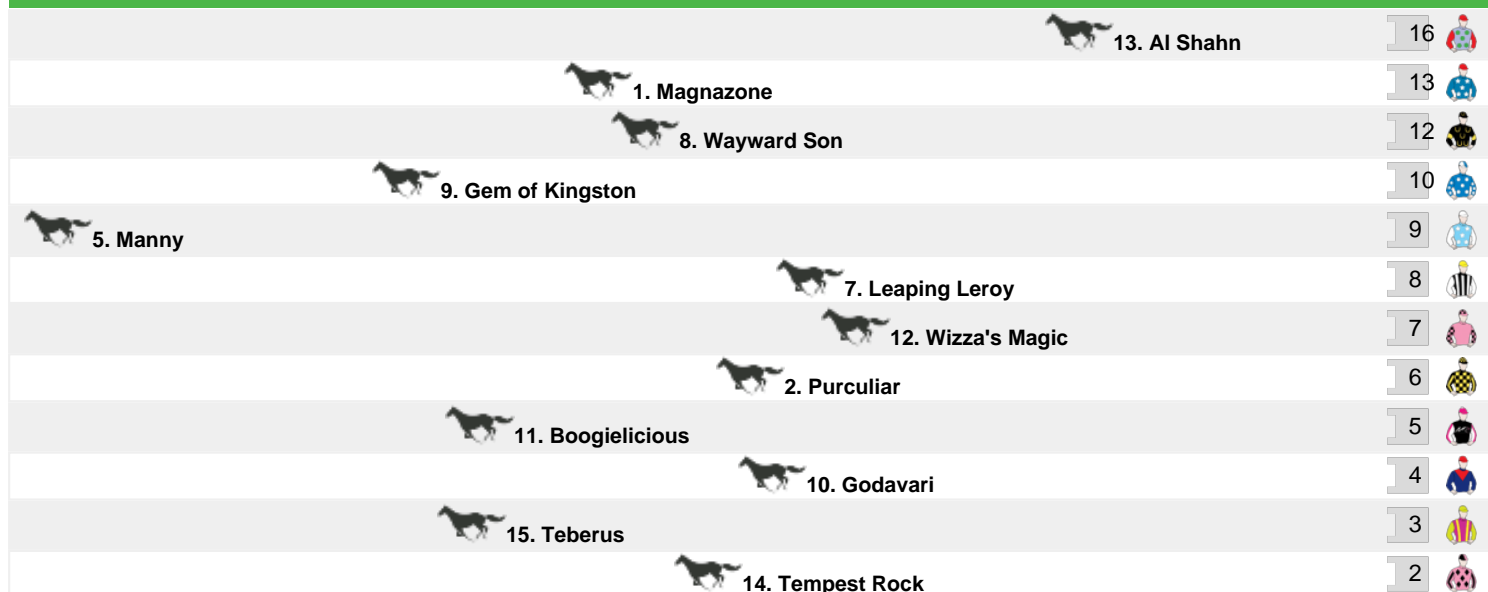 13. Al Shahn 16
1. Magnazone 13
8. Wayward Son 12
9. Gem of Kingston 10
5. Manny 9
7. Leaping Leroy 8
12. Wizza's Magic 7
2. Purculiar 6
11. Boogielicious 5
10. Godavari 4
15. Teberus 3
14. Tempest Rock 2